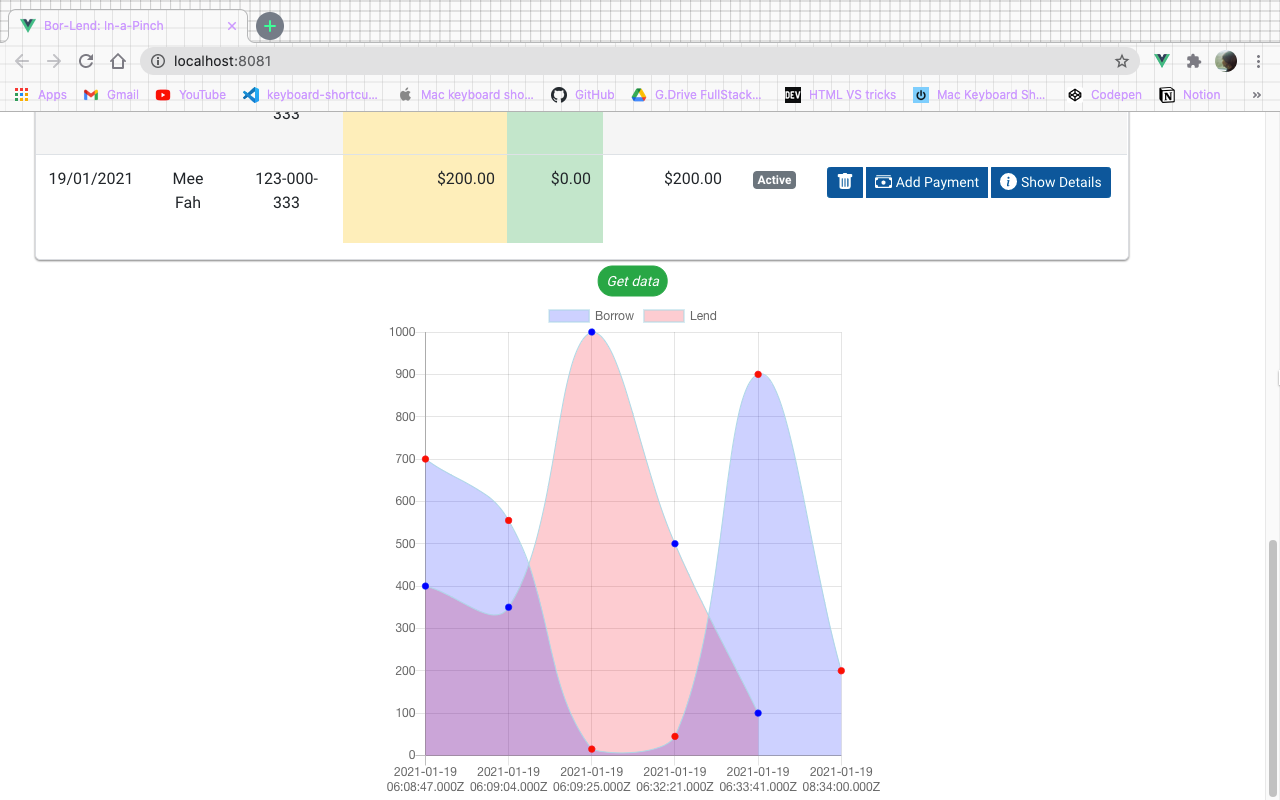 Bor-Lend: In-a-Pinch
localhost:8081
Apps Gmail YouTube keyboard-shortcu... Mac keyboard sho... GitHub G.Drive FullStack... DEV HTML VS tricks Mac Keyboard Sh... Codepen Notion »
333
19/01/2021 Mee 123-000- $200.00 $0.00 $200.00 Active Add Payment Show Details
Fah 333
Get data
Borrow Lend
1000
900
800
700
600
500
400
300
200
100
0
2021-01-19 2021-01-19 2021-01-19 2021-01-19 2021-01-19 2021-01-19
06:08:47.000Z 06:09:04.000Z 06:09:25.000Z 06:32:21.000Z 06:33:41.000Z 08:34:00.000Z